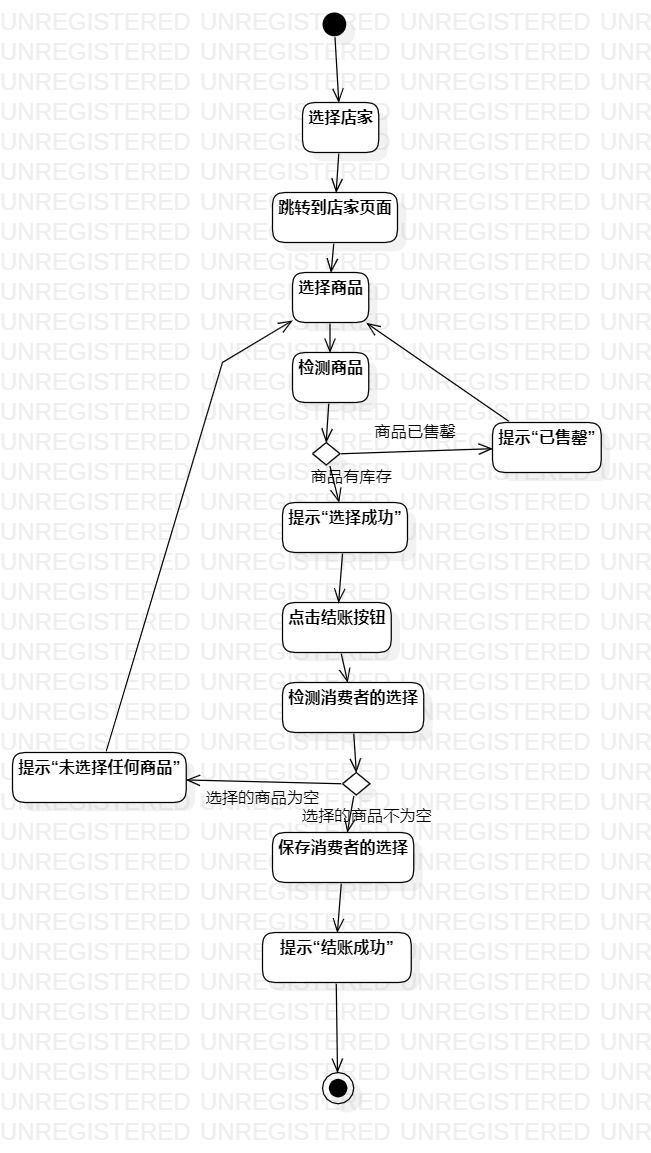 选择店家
跳转到店家页面
选择商品
检测商品
商品已售罄
提示“已售罄”
商品有库存
提示“选择成功”
点击结账按钮
检测消费者的选择
提示“未选择任何商品”
选择的商品为空
选择的商品不为空
保存消费者的选择
提示“结账成功”